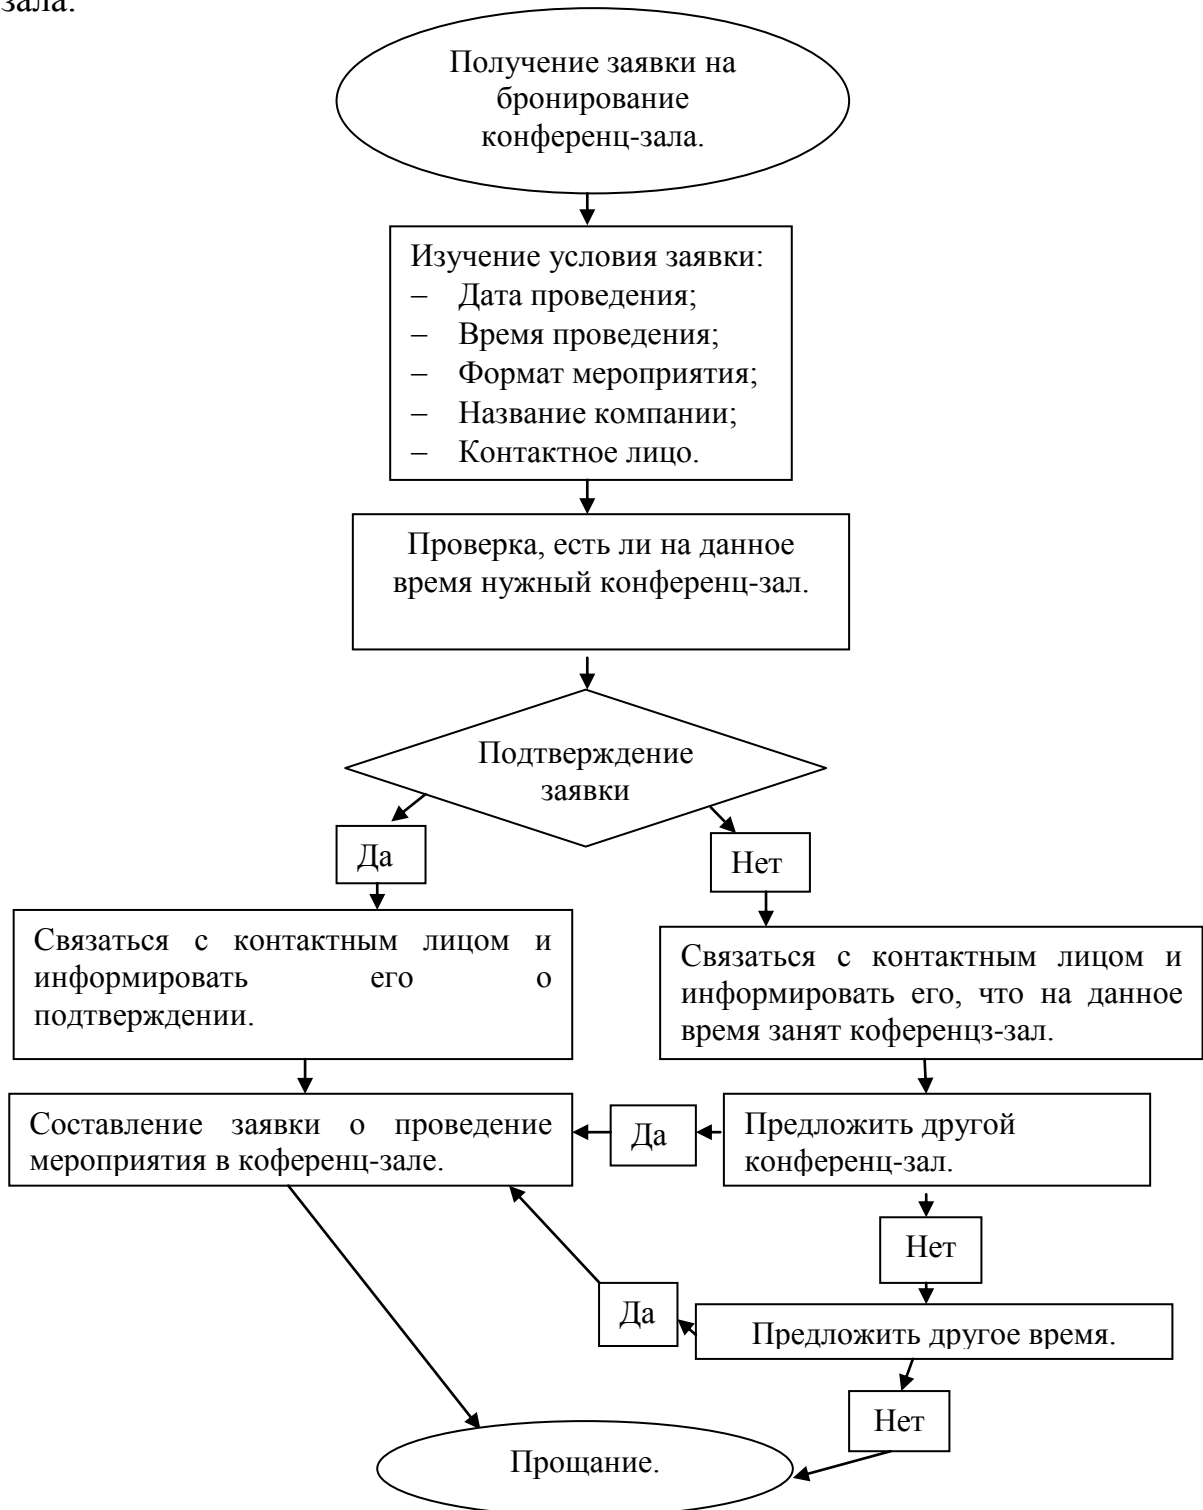 зала.
Получение заявки на
бронирование
конференц-зала.
Изучение условия заявки:
– Дата проведения;
– Время проведения;
– Формат мероприятия;
– Название компании;
– Контактное лицо.
Проверка, есть ли на данное
время нужный конференц-зал.
Подтверждение
заявки
Да
Нет
Связаться с контактным лицом и
информировать его о
подтверждении.
Связаться с контактным лицом и
информировать его, что на данное
время занят коференцз-зал.
Составление заявки о проведение
мероприятия в коференц-зале.
Да
Предложить другой
конференц-зал.
Нет
Да
Предложить другое время.
Нет
Прощание.